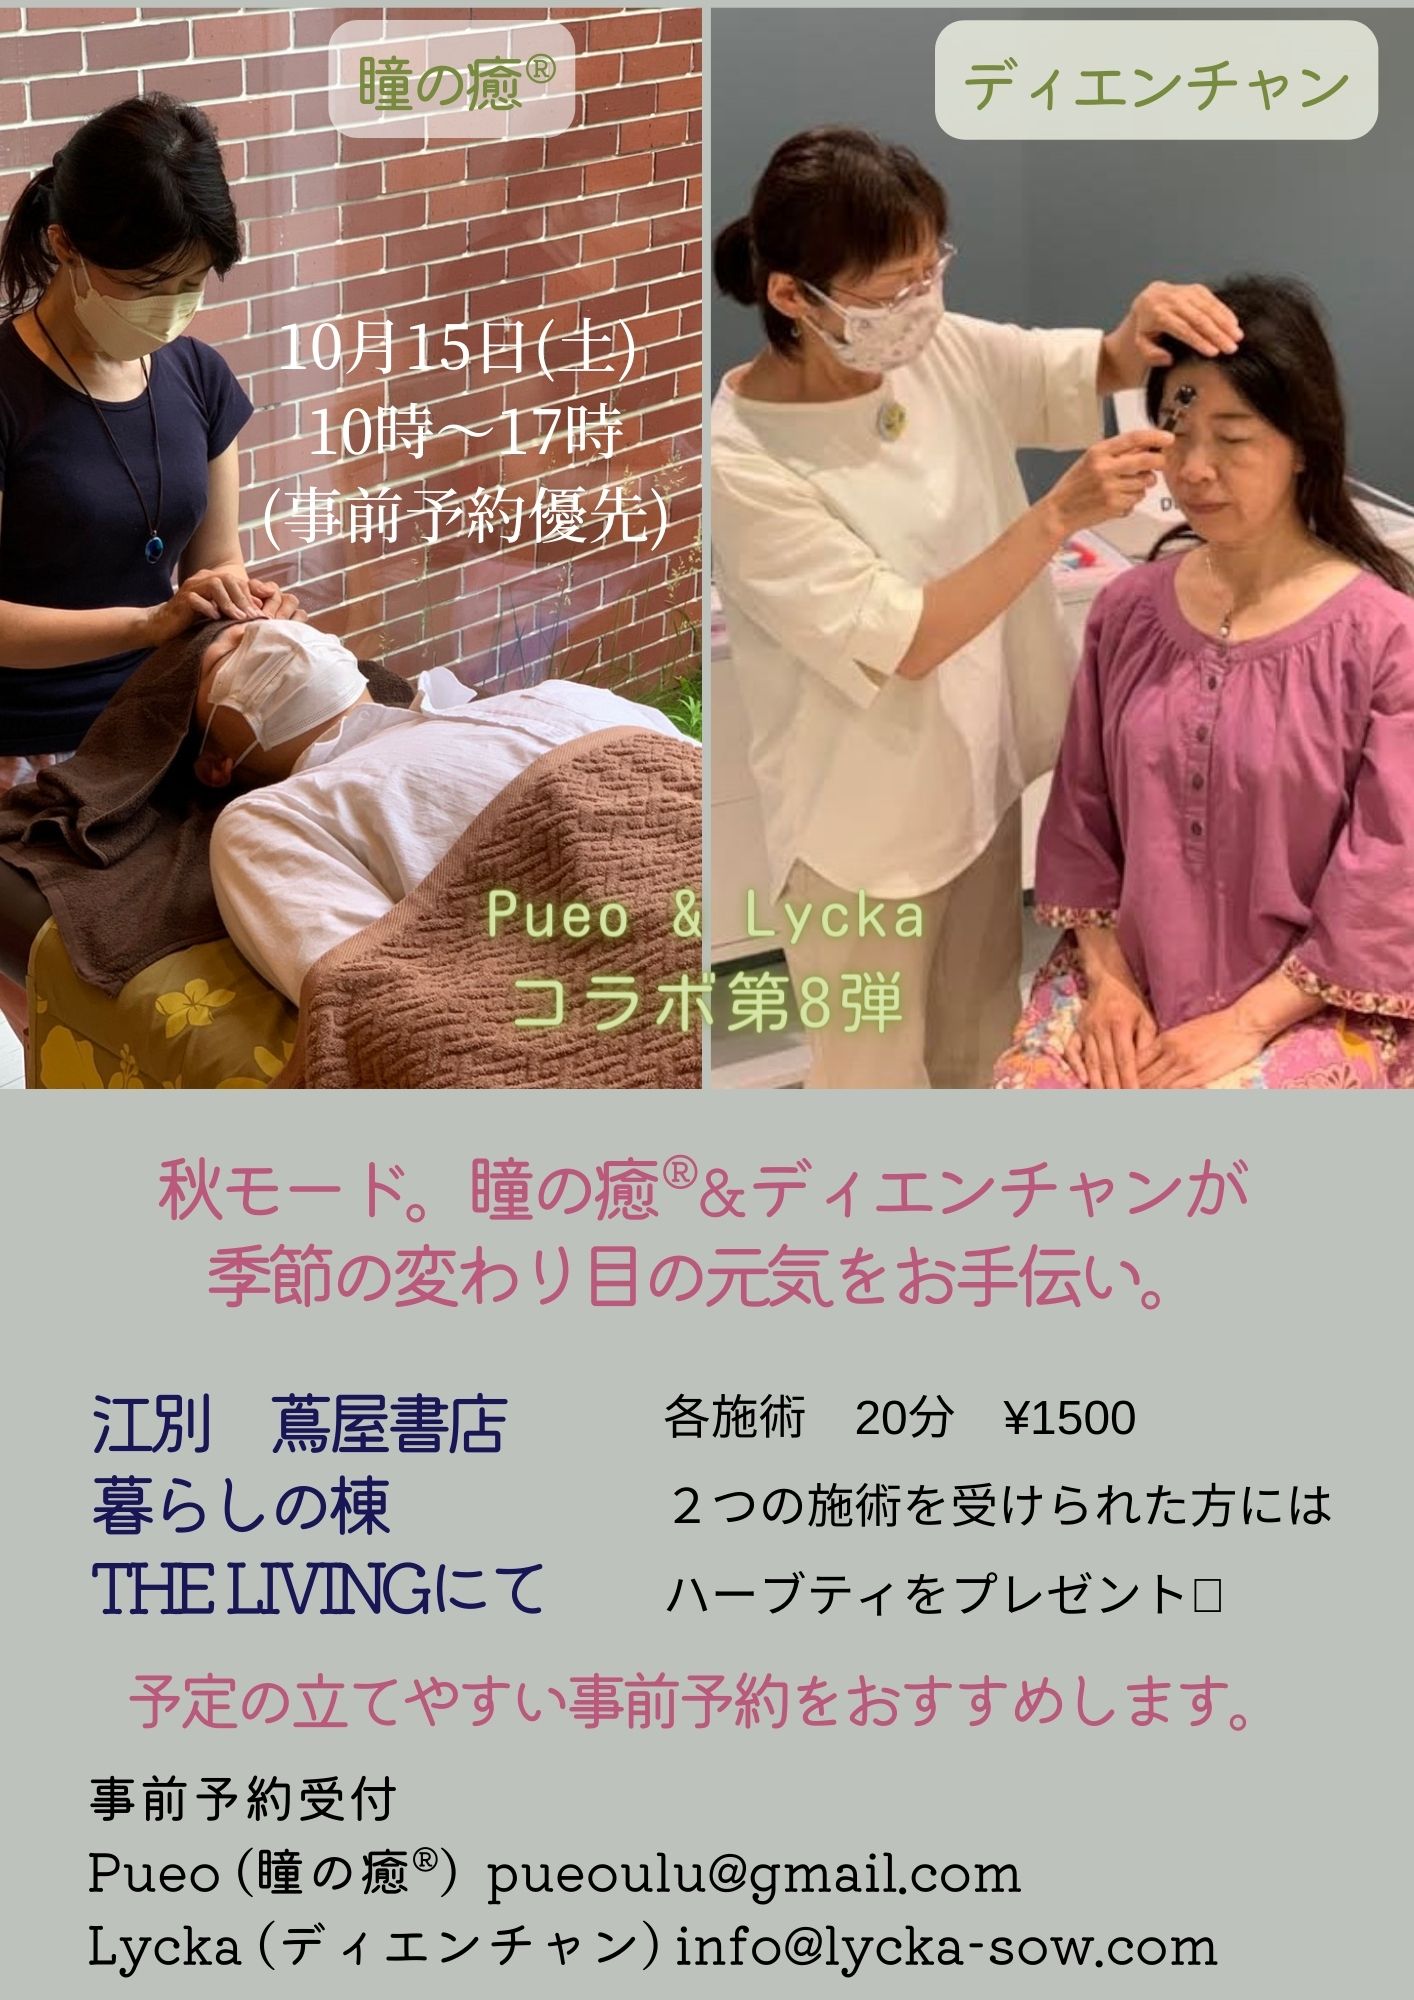 瞳の癒®
ディエンチャン
10月15日(土)
10時～17時
(事前予約優先)
Pueo & Lycka
コラボ第8弾
秋モード。瞳の癒®&ディエンチャンが
季節の変わり目の元気をお手伝い。
江別　蔦屋書店
暮らしの棟
THE LIVINGにて
各施術　20分　¥1500
２つの施術を受けられた方には
ハーブティをプレゼント
予定の立てやすい事前予約をおすすめします。
事前予約受付
Pueo (瞳の癒®) pueoulu@gmail.com
Lycka (ディエンチャン) info@lycka-sow.com